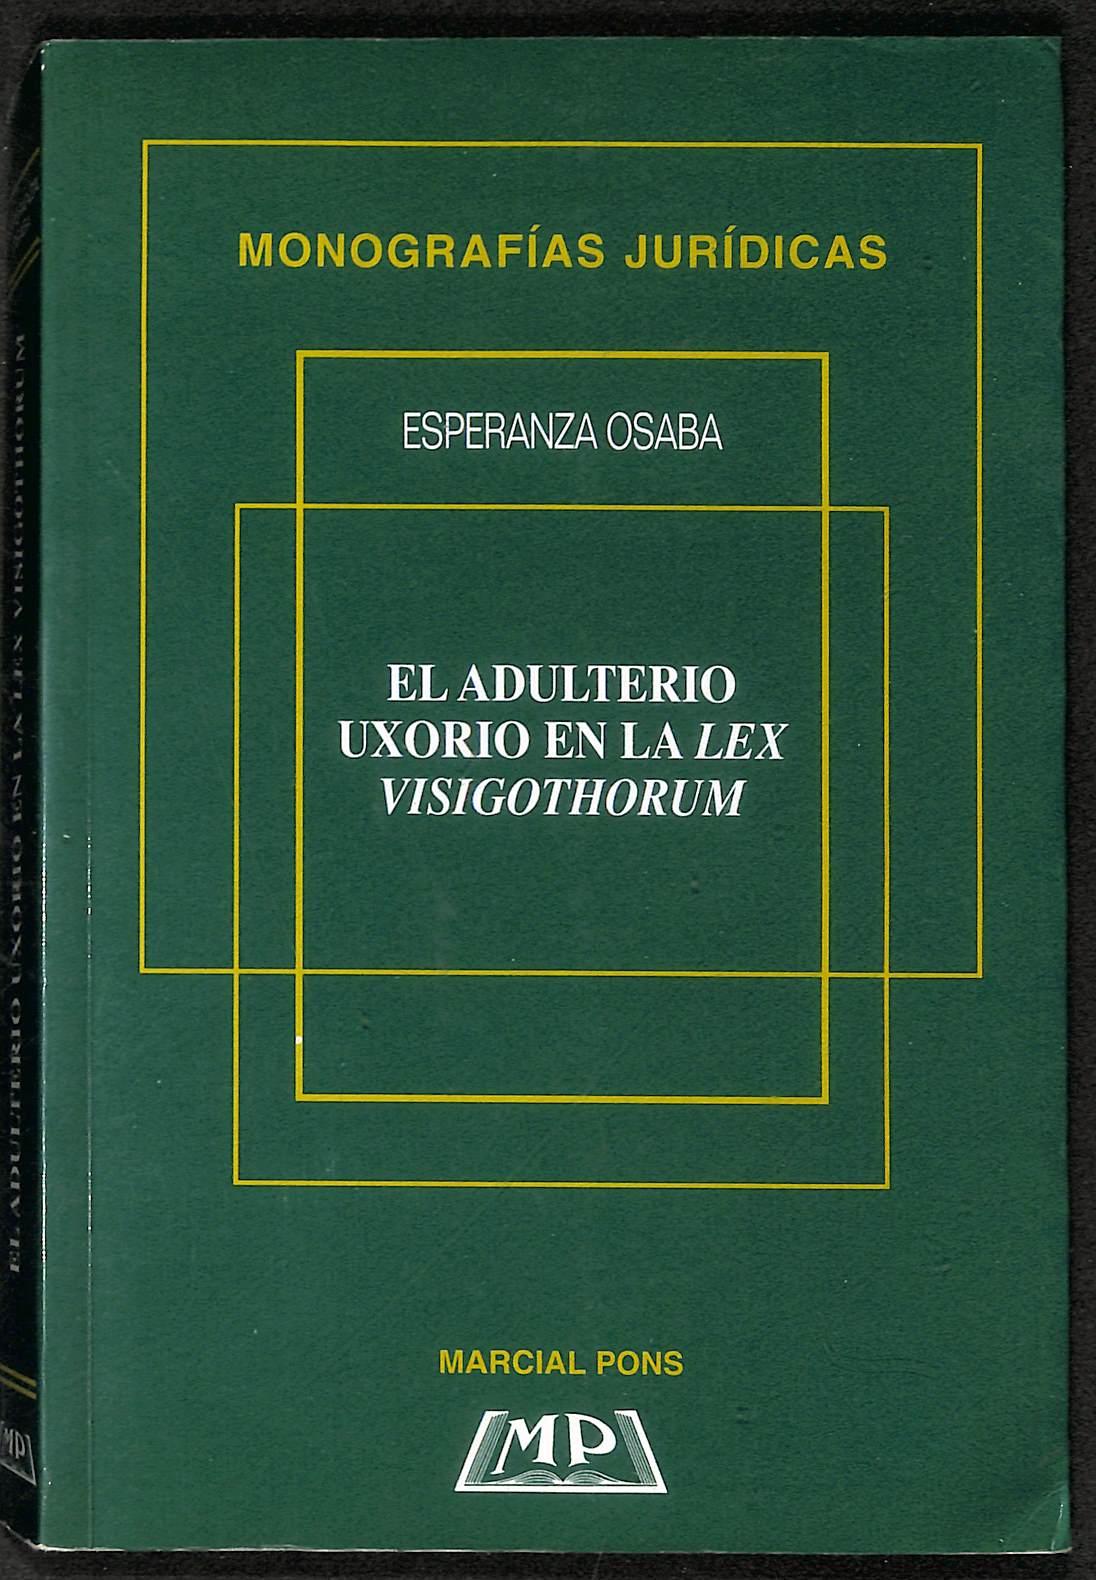 MONOGRAFÍAS JURÍDICAS
ESPERANZA OSABA
EL ADULTERIO
UXORIO EN LA LEX
VISIGOTHORUM
MARCIAL PONS
MP
EL ADULTERIO UXORIO EN LA LEX VISIGOTHORUM
MP